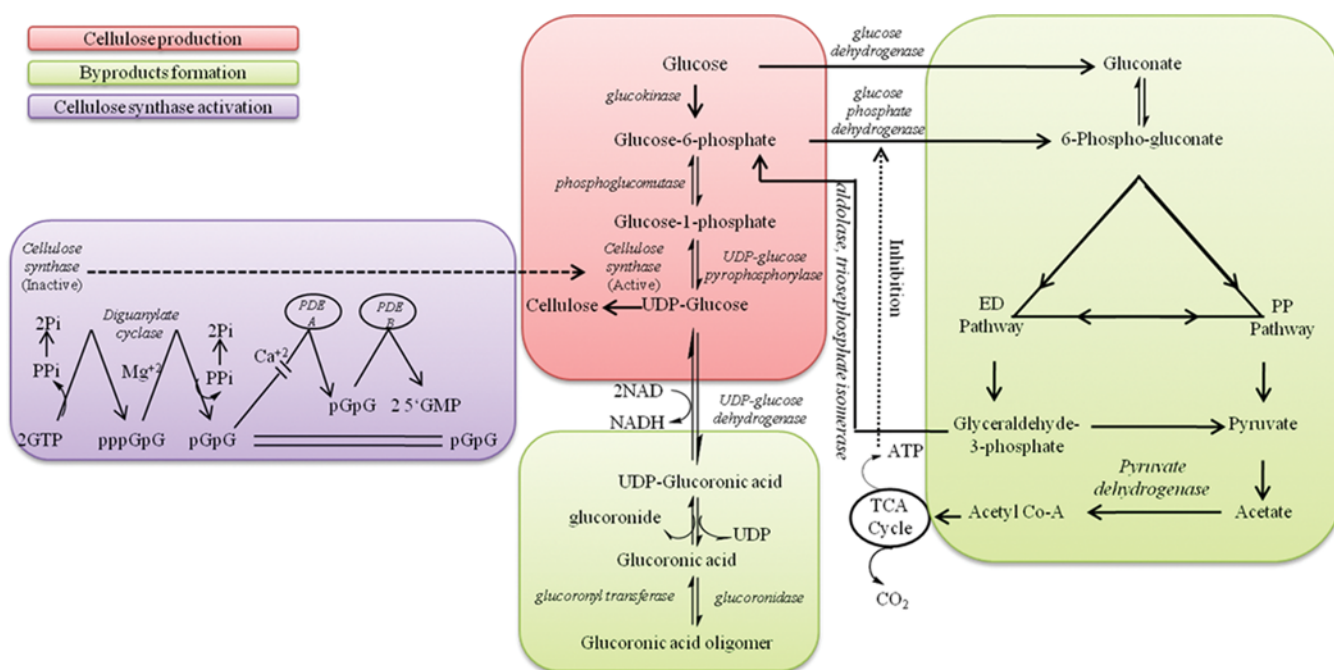 Cellulose production
Byproducts formation
Cellulose synthase activation
Cellulose
synthase
(Inactive)
2Pi
PPi
Diguanylate
cyclase
Mg+2
2Pi
PPi
Ca+2
PDE
A
PDE
B
pGpG
2 5'GMP
2GTP
pppGpG
pGpG
pGpG
Glucose
glucokinase
Glucose-6-phosphate
phosphoglucomutase
Glucose-1-phosphate
Cellulose
synthase
(Active)
UDP-glucose
pyrophosphorylase
Cellulose
UDP-Glucose
2NAD
NADH
UDP-glucose
dehydrogenase
UDP-Glucoronic acid
glucoronide
UDP
Glucoronic acid
glucoronyl transferase
glucoronidase
Glucoronic acid oligomer
glucose
dehydrogenase
glucose
phosphate
dehydrogenase
aldolase, triosephosphate isomerase
Inhibition
ATP
TCA
Cycle
CO2
Gluconate
6-Phospho-gluconate
ED
Pathway
PP
Pathway
Glyceraldehyde-
3-phosphate
Pyruvate
Pyruvate
dehydrogenase
Acetyl Co-A
Acetate